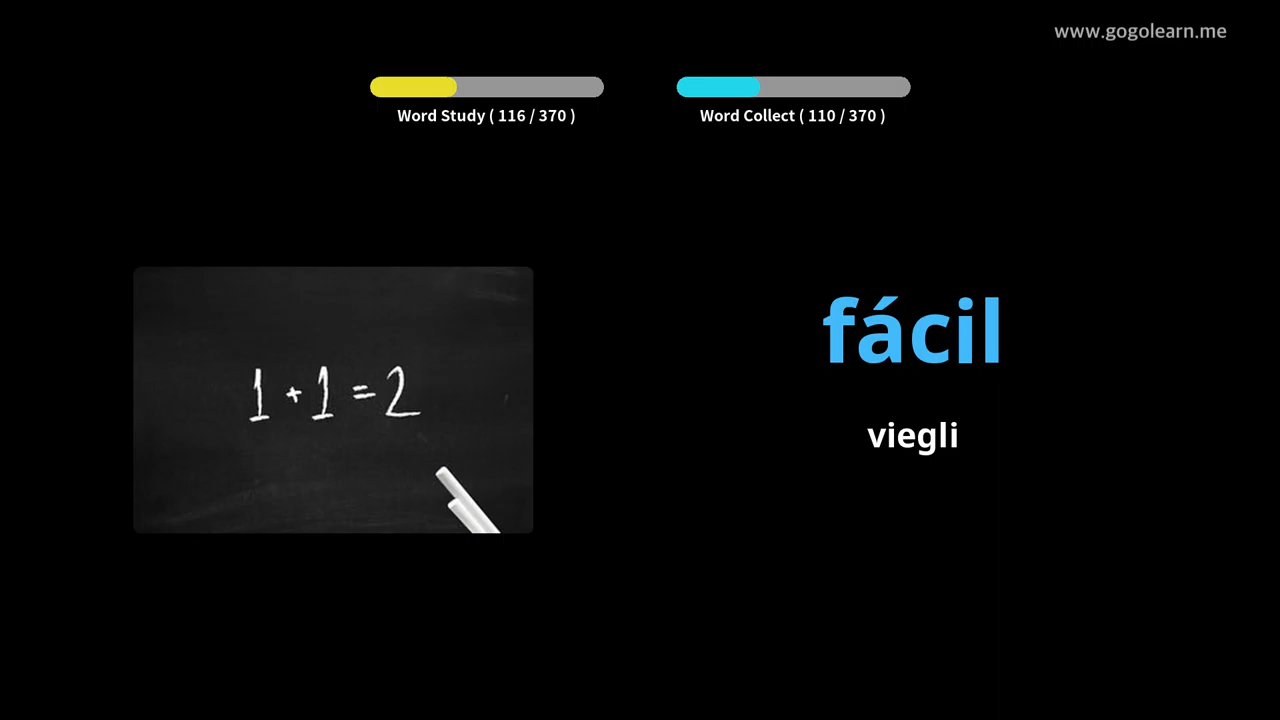 www.gogolearn.me
Word Study ( 116 / 370 )
Word Collect ( 110 / 370 )
1 + 1 = 2
fácil
viegli